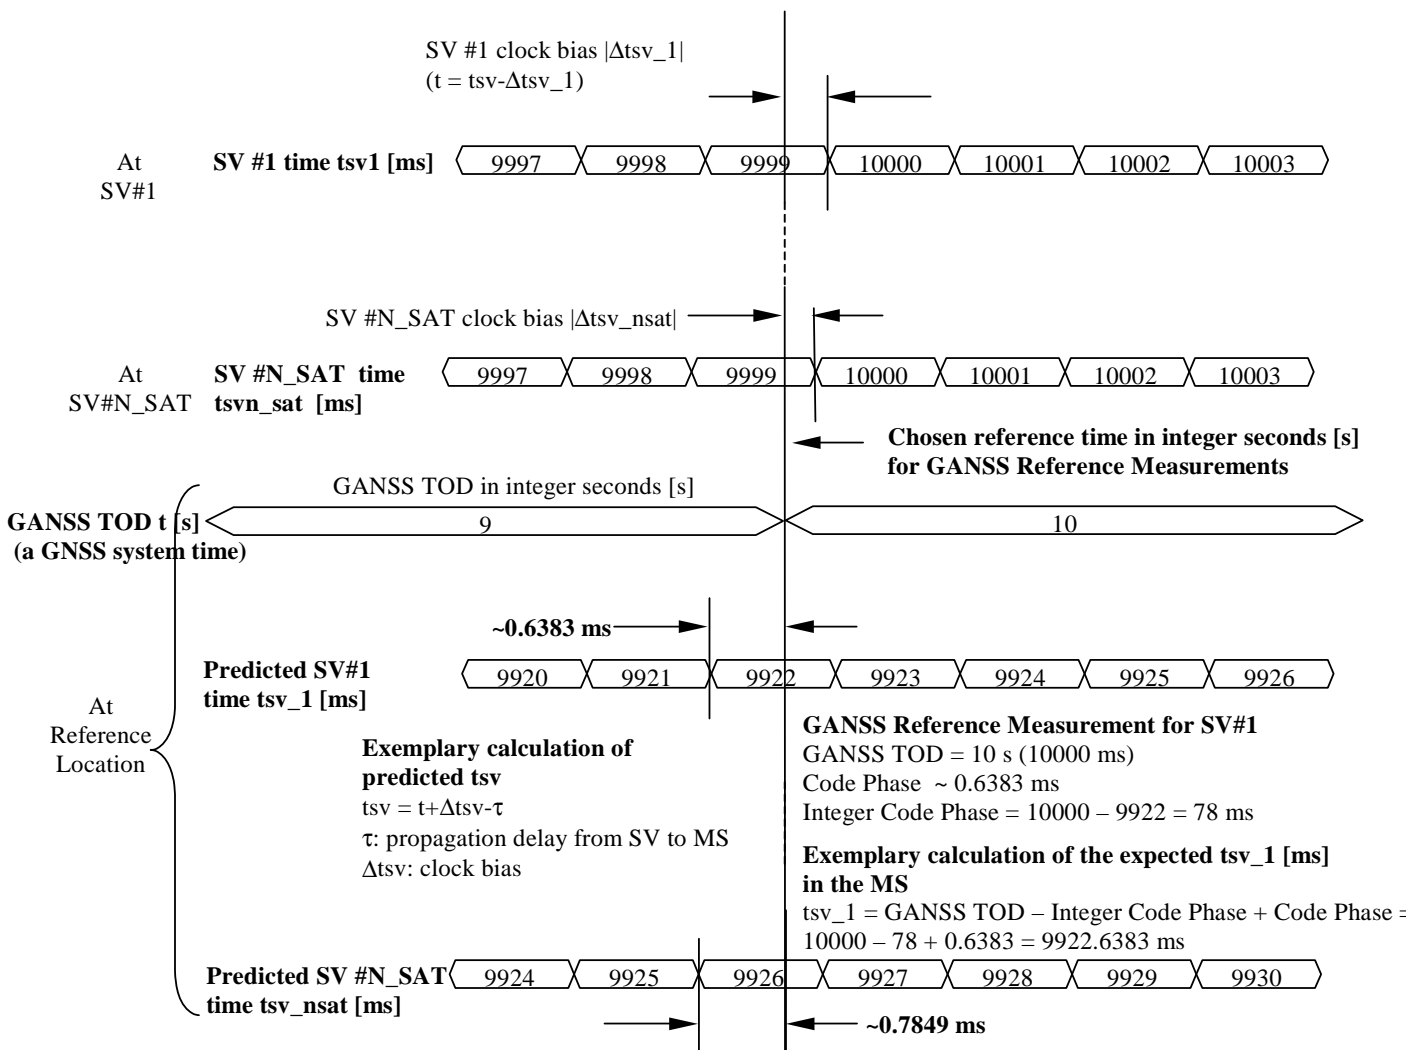 SV #1 clock bias |Δtsv_1|
(t = tsv-Δtsv_1)
At
SV#1
SV #1 time tsv1 [ms]
9997 9998 9999 10000 10001 10002 10003
SV #N_SAT clock bias |Δtsv_nsat|
At
SV#N_SAT
SV #N_SAT time
tsvn_sat [ms]
9997 9998 9999 10000 10001 10002 10003
Chosen reference time in integer seconds [s]
for GANSS Reference Measurements
GANSS TOD in integer seconds [s]
GANSS TOD t [s]
(a GNSS system time)
9 10
~0.6383 ms
Predicted SV#1
time tsv_1 [ms]
9920 9921 9922 9923 9924 9925 9926
At
Reference
Location
Exemplary calculation of
predicted tsv
tsv = t+Δtsv-τ
τ: propagation delay from SV to MS
Δtsv: clock bias
GANSS Reference Measurement for SV#1
GANSS TOD = 10 s (10000 ms)
Code Phase ~ 0.6383 ms
Integer Code Phase = 10000 – 9922 = 78 ms
Exemplary calculation of the expected tsv_1 [ms]
in the MS
tsv_1 = GANSS TOD – Integer Code Phase + Code Phase =
10000 – 78 + 0.6383 = 9922.6383 ms
Predicted SV #N_SAT
time tsv_nsat [ms]
9924 9925 9926 9927 9928 9929 9930
~0.7849 ms